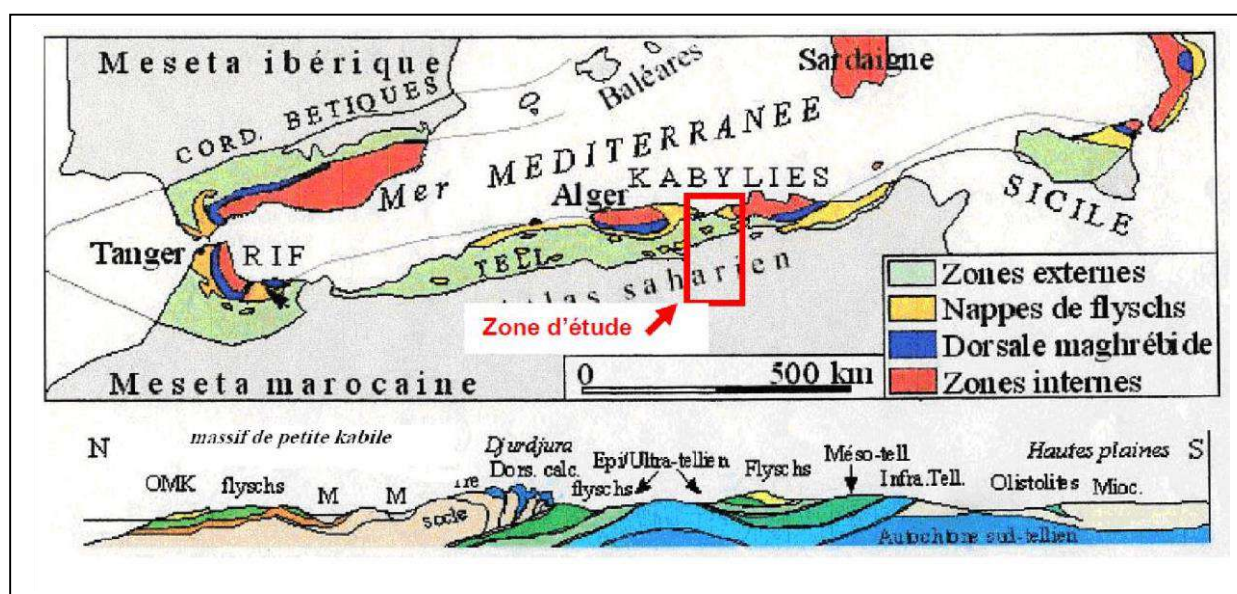 Meseta ibérique
Sardaigne
Baléares
CORD. BETIQUES
Mer MEDITERRANEE
KABYLIES
Alger
SICILE
Tanger
RIF
TELL
saharien
Zone d'étude
Zones externes
Nappes de flyschs
Dorsale maghrébide
Zones internes
Meseta marocaine
0 500 km
N
massif de petite kabile
Djurdjura
Hautes plaines S
OMK flyschs M M
socle
Dors. calc.
flyschs
Epi/Ultra-tellien
Flyschs
Méso-tell.
Infra.Tell.
Olistolites
Mioc.
Autochtone sud-tellien